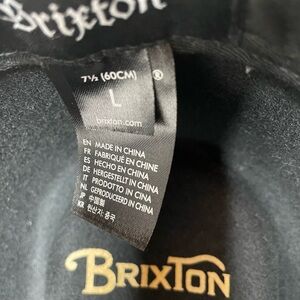 Brixton
7½ (60CM)
®
L
brixton.com
EN MADE IN CHINA
FR FABRIQUÉ EN CHINE
ES HECHO EN CHINA
DE HERGESTELLT IN CHINA
IT PRODOTTO IN CINA
NL GEPRODUCEERD IN CHINA
JP 中国製
KR 원산지: 중국
BRIXTON